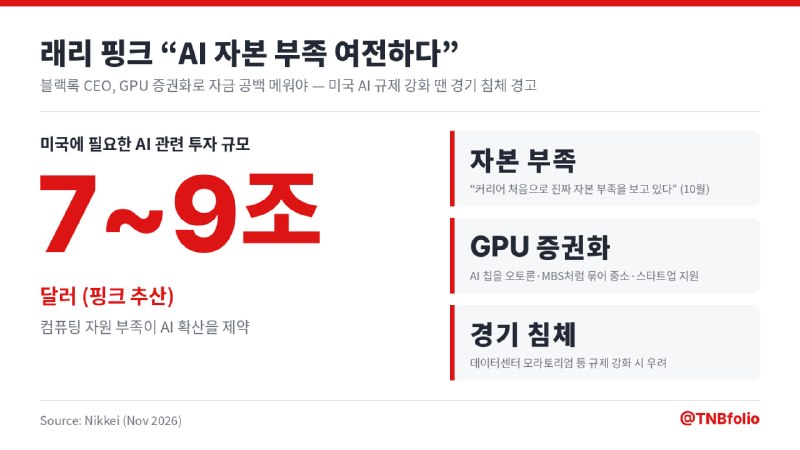 래리 핑크 “AI 자본 부족 여전하다”
블랙록 CEO, GPU 증권화로 자금 공백 메워야 — 미국 AI 규제 강화 땐 경기 침체 경고
미국에 필요한 AI 관련 투자 규모
7~9조
달러 (핑크 추산)
컴퓨팅 자원 부족이 AI 확산을 제약
자본 부족
“커리어 처음으로 진짜 자본 부족을 보고 있다” (10월)
GPU 증권화
AI 칩을 오토론·MBS처럼 묶어 중소·스타트업 지원
경기 침체
데이터센터 모라토리엄 등 규제 강화 시 우려
Source: Nikkei (Nov 2026)
@TNBfolio